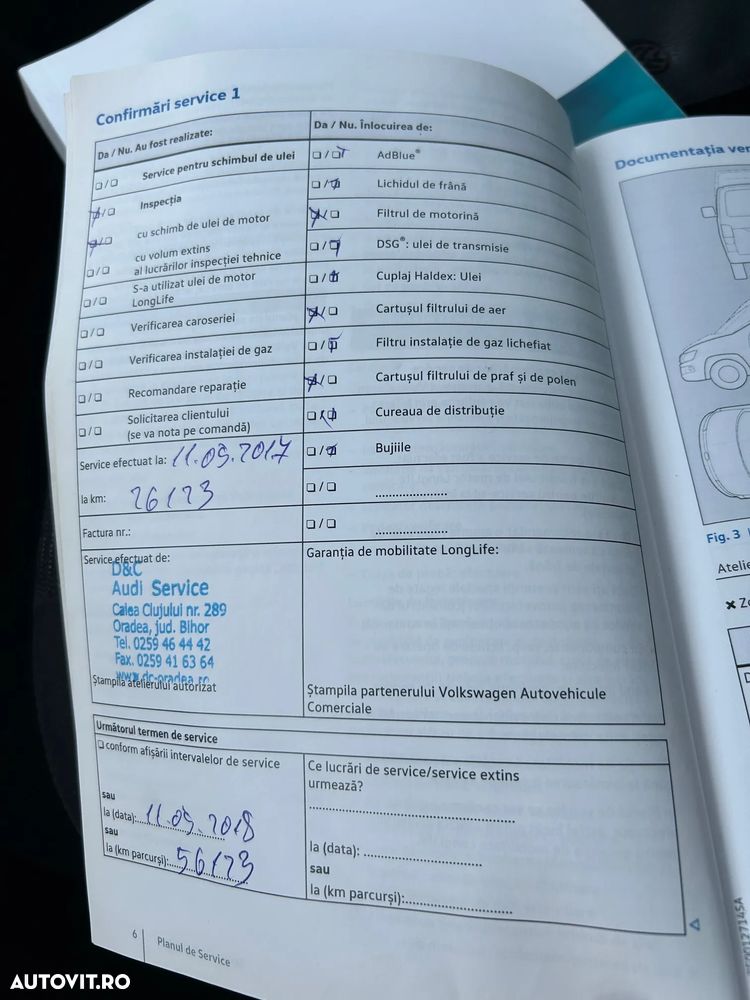 Confirmări service 1
Da / Nu. Au fost realizate:
Service pentru schimbul de ulei
Inspecția
cu schimb de ulei de motor
cu volum extins
al lucrărilor inspecției tehnice
S-a utilizat ulei de motor
LongLife
Verificarea caroseriei
Verificarea instalației de gaz
Recomandare reparație
Solicitarea clientului
(se va nota pe comandă)
Service efectuat la: 11.09.2017
la km: 26123
Factura nr.:
Service efectuat de:
D&C
Audi Service
Calea Clujului nr. 289
Oradea, jud. Bihor
Tel. 0259 46 44 42
Fax. 0259 41 63 64
www.dc-oradea.ro
Ștampila atelierului autorizat
Da / Nu. Înlocuirea de:
AdBlue®
Lichidul de frână
Filtrul de motorină
DSG®: ulei de transmisie
Cuplaj Haldex: Ulei
Cartușul filtrului de aer
Filtru instalație de gaz lichefiat
Cartușul filtrului de praf și de polen
Cureaua de distribuție
Bujiile
Garanția de mobilitate LongLife:
Ștampila partenerului Volkswagen Autovehicule
Comerciale
Următorul termen de service
conform afișării intervalelor de service
sau
la (data): 11.09.2018
sau
la (km parcurși): 56123
Ce lucrări de service/service extins
urmează?
la (data):
sau
la (km parcurși):
6
Planul de Service
Documentația
Fig. 3
AUTOVIT.RO